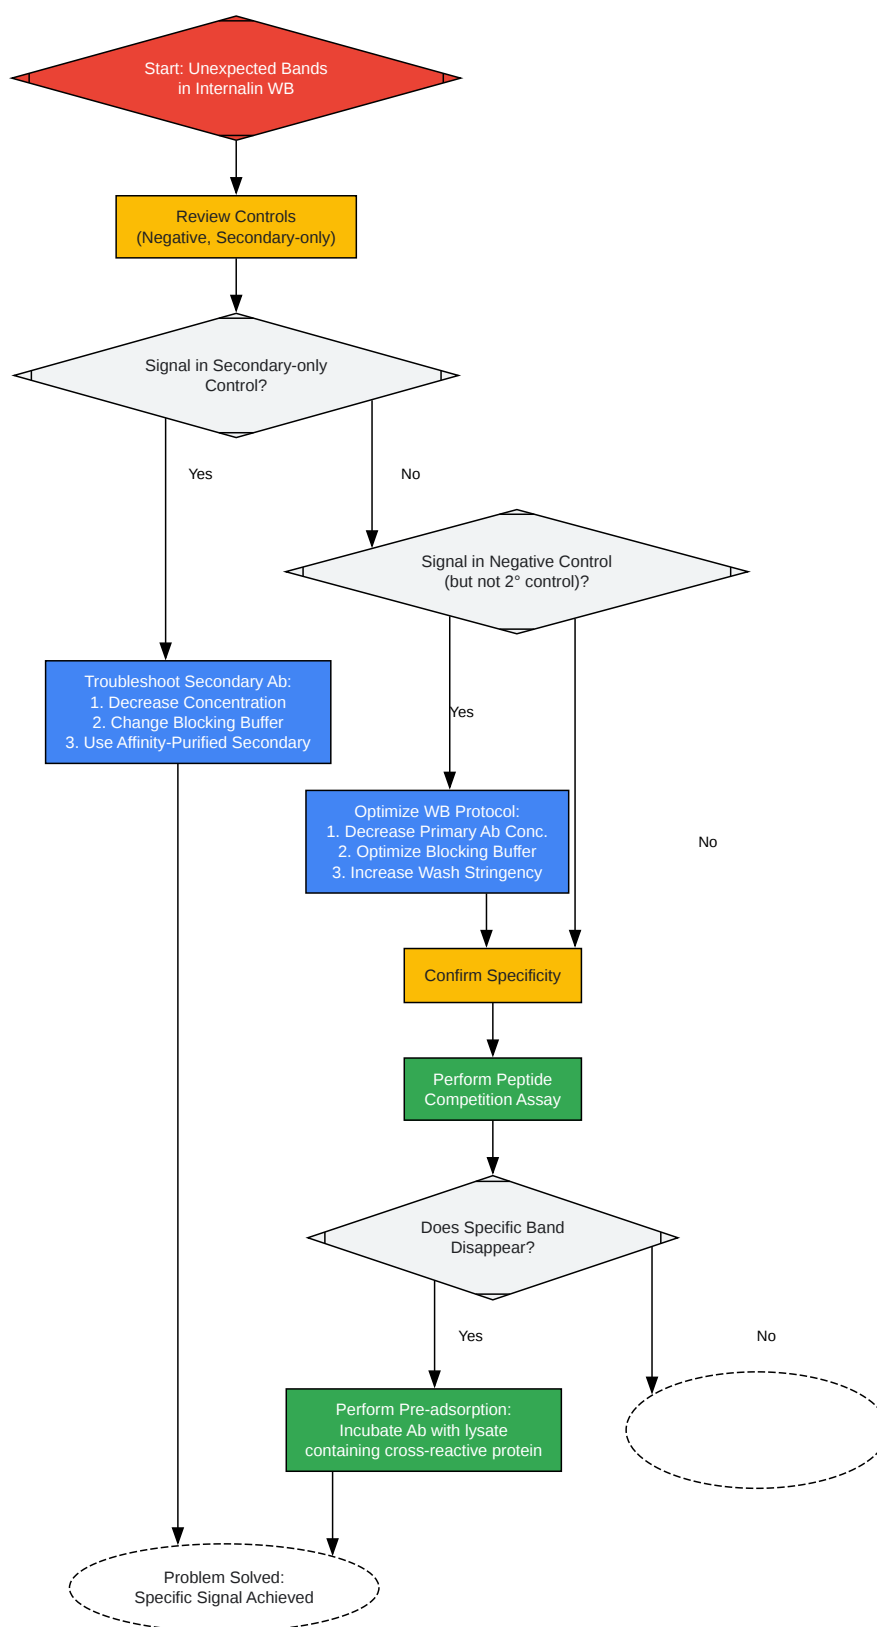 Start: Unexpected Bands
in Internalin WB
Review Controls
(Negative, Secondary-only)
Signal in Secondary-only
Control?
Yes
No
Signal in Negative Control
(but not 2° control)?
Troubleshoot Secondary Ab:
1. Decrease Concentration
2. Change Blocking Buffer
3. Use Affinity-Purified Secondary
Yes
Optimize WB Protocol:
1. Decrease Primary Ab Conc.
2. Optimize Blocking Buffer
3. Increase Wash Stringency
No
Confirm Specificity
Perform Peptide
Competition Assay
Does Specific Band
Disappear?
Yes
No
Perform Pre-adsorption:
Incubate Ab with lysate
containing cross-reactive protein
Problem Solved:
Specific Signal Achieved